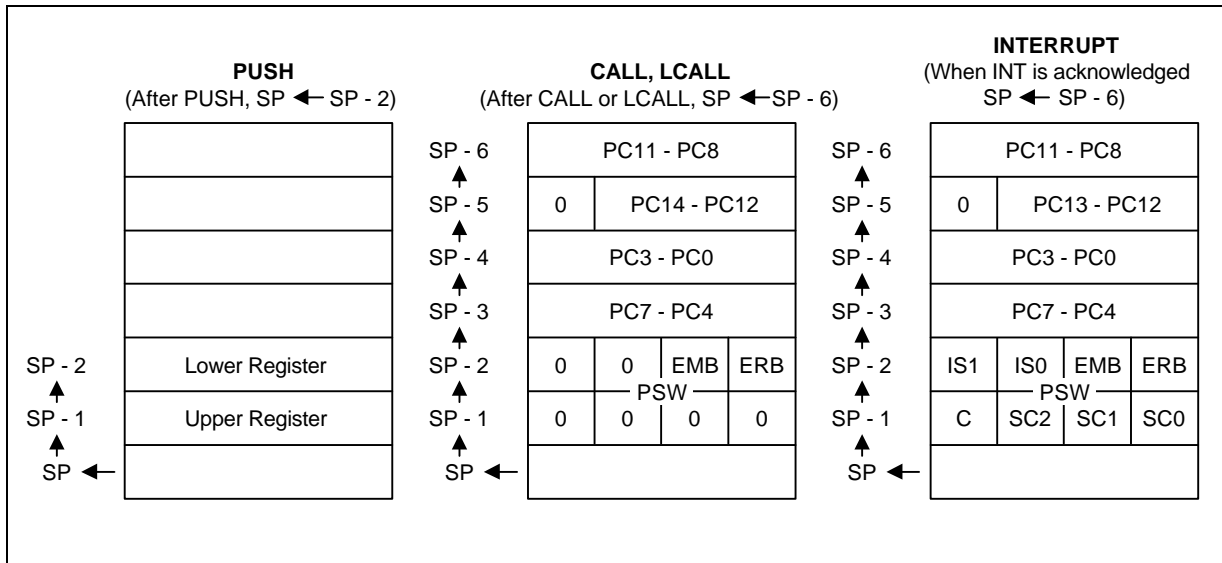 PUSH
(After PUSH, SP ← SP - 2)
Lower Register
Upper Register
SP - 2
SP - 1
SP
CALL, LCALL
(After CALL or LCALL, SP ← SP - 6)
SP - 6
PC11 - PC8
SP - 5
0 PC14 - PC12
SP - 4
PC3 - PC0
SP - 3
PC7 - PC4
SP - 2
0 0 EMB ERB
PSW
SP - 1
0 0 0 0
SP
INTERRUPT
(When INT is acknowledged
SP ← SP - 6)
SP - 6
PC11 - PC8
SP - 5
0 PC13 - PC12
SP - 4
PC3 - PC0
SP - 3
PC7 - PC4
SP - 2
IS1 IS0 EMB ERB
PSW
SP - 1
C SC2 SC1 SC0
SP